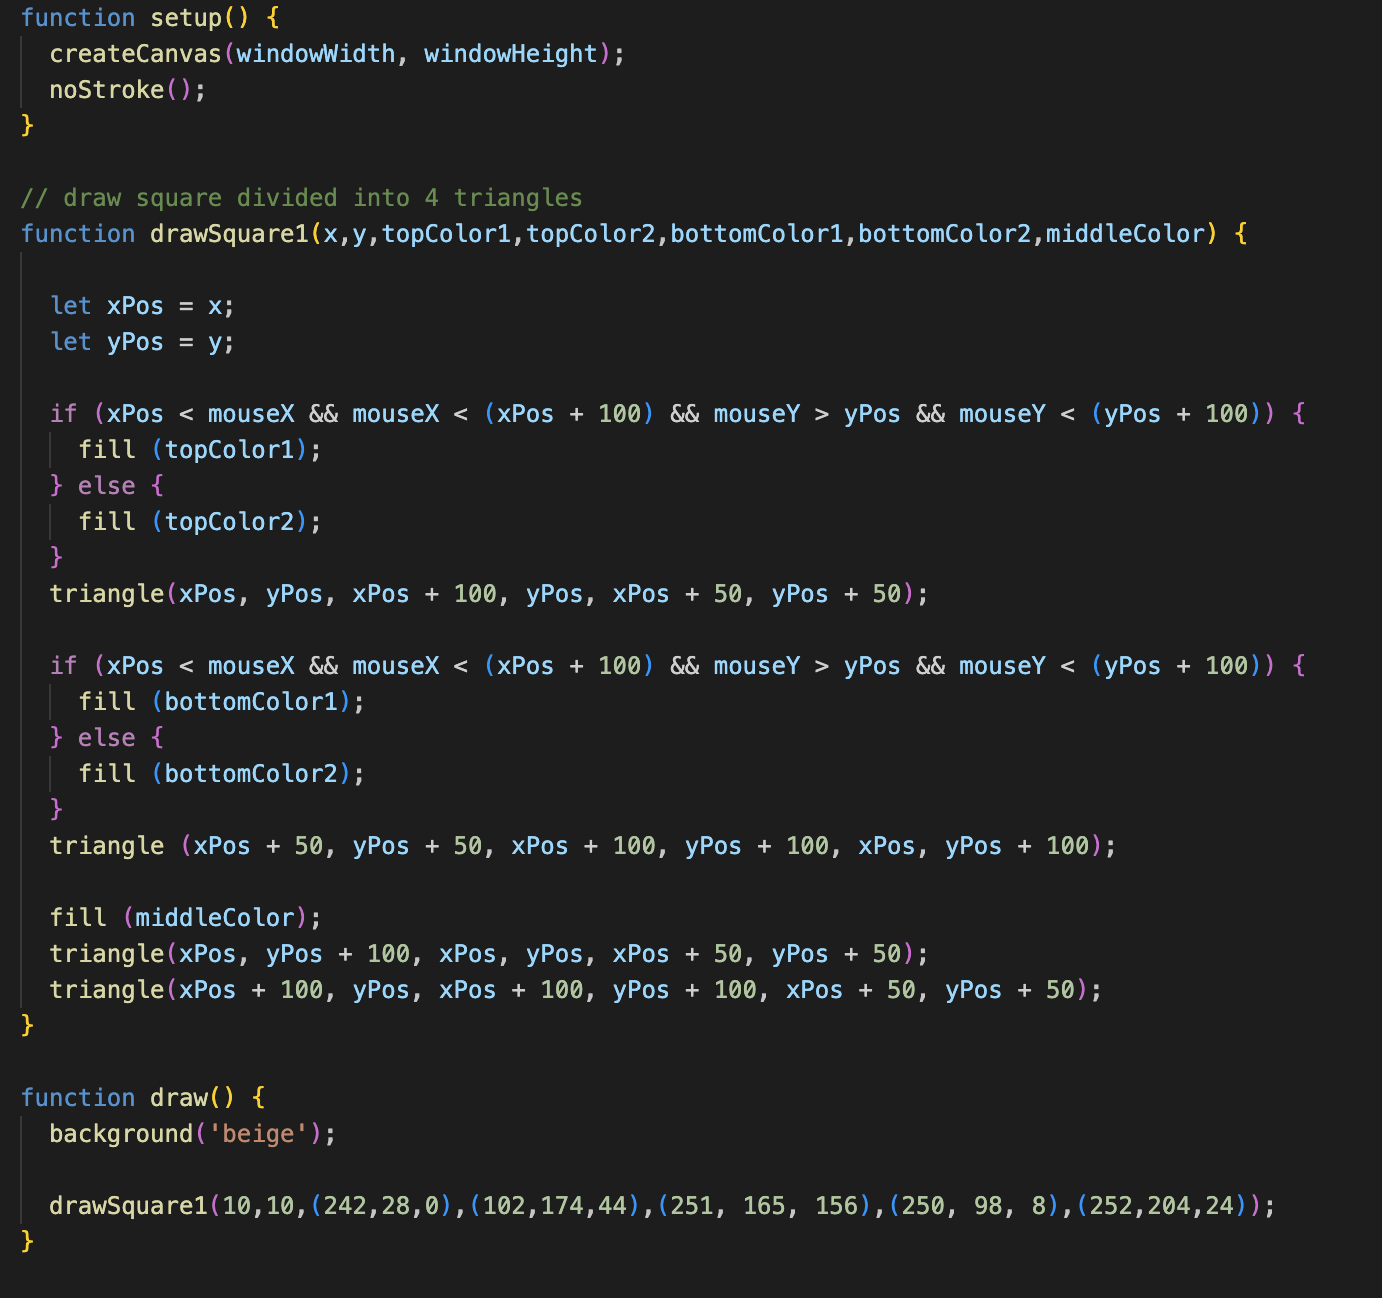 function setup() {
  createCanvas(windowWidth, windowHeight);
  noStroke();
}

// draw square divided into 4 triangles
function drawSquare1(x,y,topColor1,topColor2,bottomColor1,bottomColor2,middleColor) {

  let xPos = x;
  let yPos = y;

  if (xPos < mouseX && mouseX < (xPos + 100) && mouseY > yPos && mouseY < (yPos + 100)) {
    fill (topColor1);
  } else {
    fill (topColor2);
  }
  triangle(xPos, yPos, xPos + 100, yPos, xPos + 50, yPos + 50);

  if (xPos < mouseX && mouseX < (xPos + 100) && mouseY > yPos && mouseY < (yPos + 100)) {
    fill (bottomColor1);
  } else {
    fill (bottomColor2);
  }
  triangle (xPos + 50, yPos + 50, xPos + 100, yPos + 100, xPos, yPos + 100);

  fill (middleColor);
  triangle(xPos, yPos + 100, xPos, yPos, xPos + 50, yPos + 50);
  triangle(xPos + 100, yPos, xPos + 100, yPos + 100, xPos + 50, yPos + 50);
}

function draw() {
  background('beige');

  drawSquare1(10,10,(242,28,0),(102,174,44),(251, 165, 156),(250, 98, 8),(252,204,24));
}